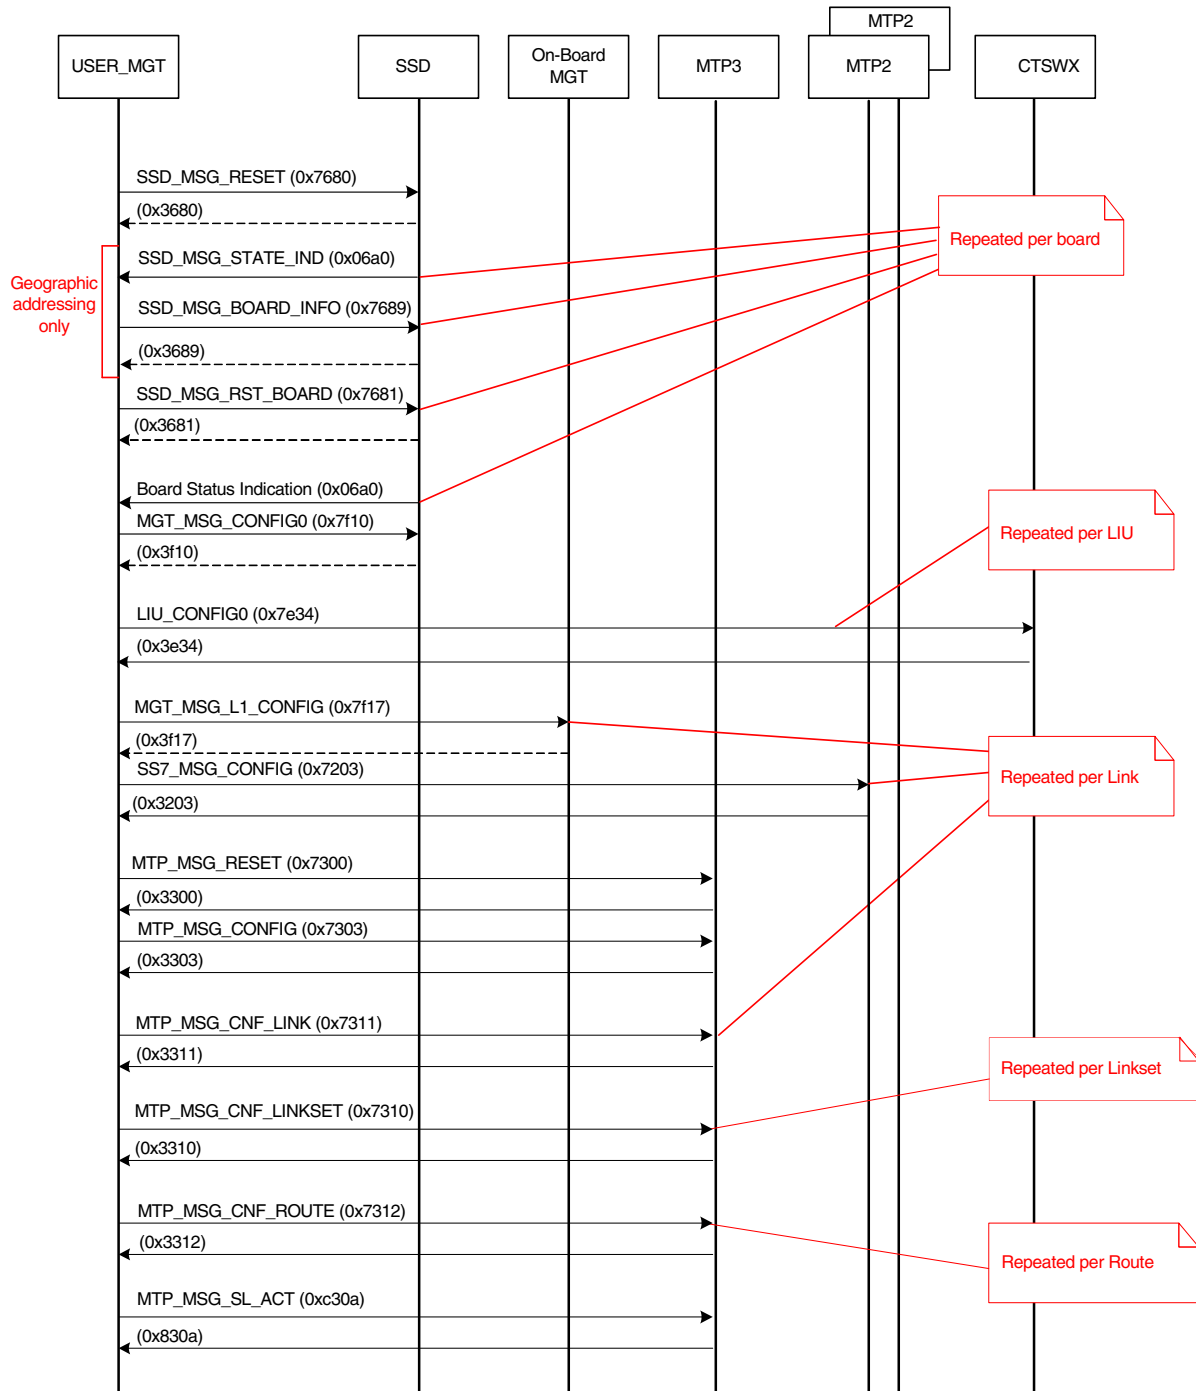 MTP2
USER_MGT
SSD
On-Board
MGT
MTP3
MTP2
CTSWX
SSD_MSG_RESET (0x7680)
(0x3680)
Repeated per board
SSD_MSG_STATE_IND (0x06a0)
Geographic
addressing
only
SSD_MSG_BOARD_INFO (0x7689)
(0x3689)
SSD_MSG_RST_BOARD (0x7681)
(0x3681)
Board Status Indication (0x06a0)
MGT_MSG_CONFIG0 (0x7f10)
Repeated per LIU
(0x3f10)
LIU_CONFIG0 (0x7e34)
(0x3e34)
MGT_MSG_L1_CONFIG (0x7f17)
(0x3f17)
SS7_MSG_CONFIG (0x7203)
Repeated per Link
(0x3203)
MTP_MSG_RESET (0x7300)
(0x3300)
MTP_MSG_CONFIG (0x7303)
(0x3303)
MTP_MSG_CNF_LINK (0x7311)
(0x3311)
Repeated per Linkset
MTP_MSG_CNF_LINKSET (0x7310)
(0x3310)
MTP_MSG_CNF_ROUTE (0x7312)
(0x3312)
Repeated per Route
MTP_MSG_SL_ACT (0xc30a)
(0x830a)